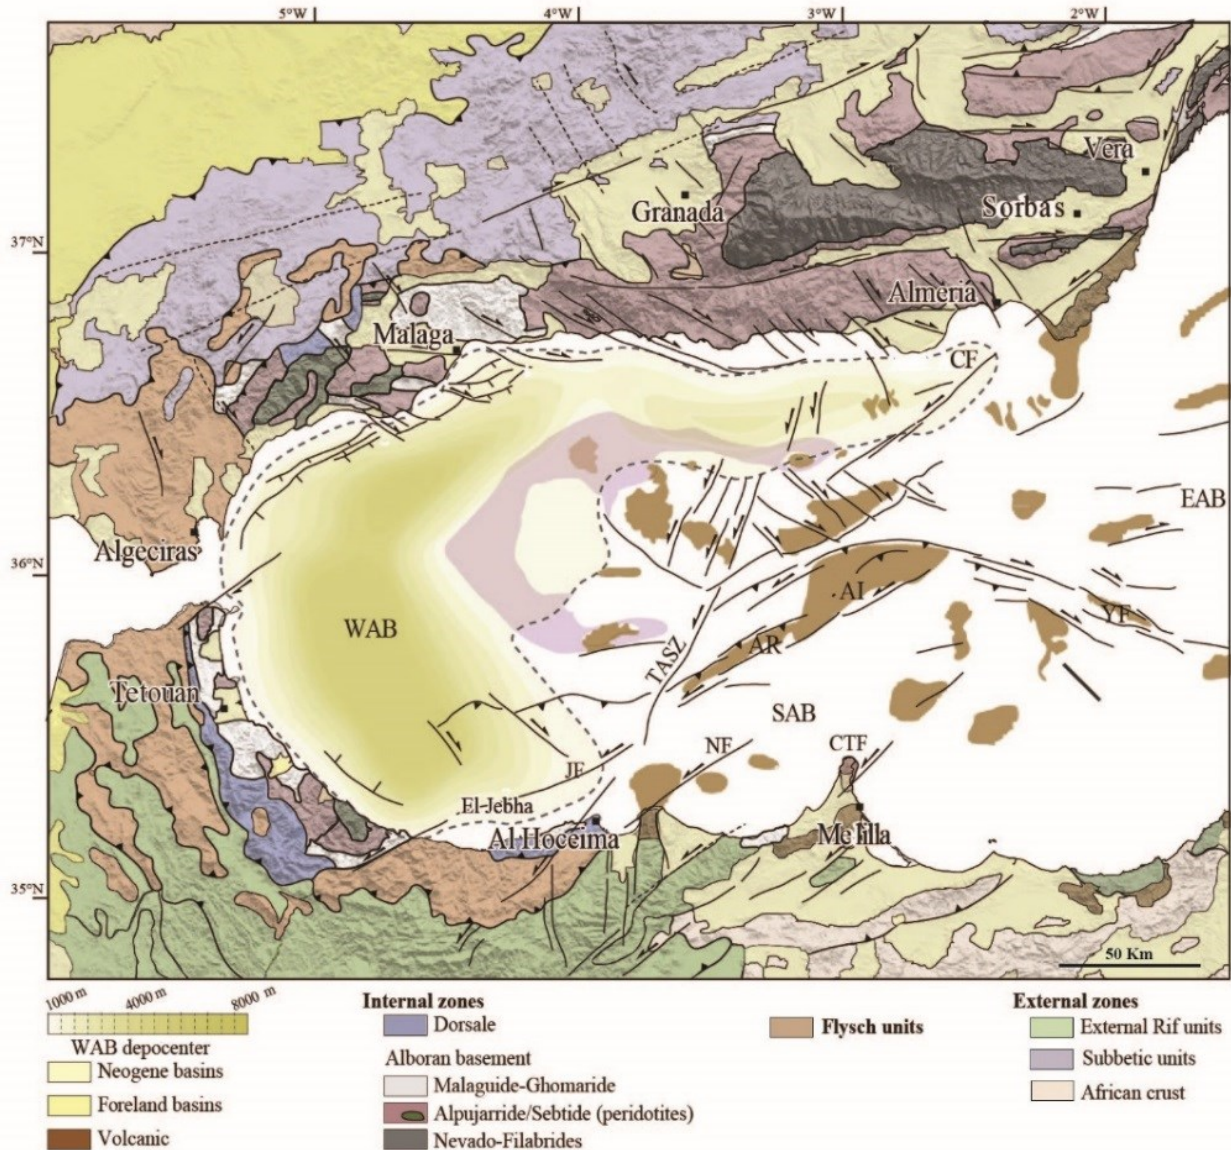 5°W 4°W 3°W 2°W
Vera
Granada
Sorbas
37°N
Almeria
Malaga
CF
EAB
Algeciras
36°N
AI
WAB
YF
AR
TASZ
Tetouan
SAB
NF
CTF
JF
El-Jebha
Al Hoceima
Melilla
35°N
50 Km
1000 m 4000 m 8000 m
WAB depocenter
Neogene basins
Foreland basins
Volcanic
Internal zones
Dorsale
Alboran basement
Malaguide-Ghomaride
Alpujarride/Sebtide (peridotites)
Nevado-Filabrides
Flysch units
External zones
External Rif units
Subbetic units
African crust